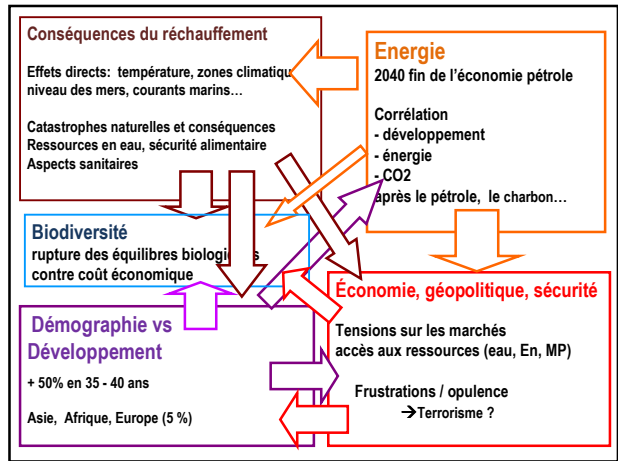 Conséquences du réchauffement
Effets directs: température, zones climatiqu
niveau des mers, courants marins…
Catastrophes naturelles et conséquences
Ressources en eau, sécurité alimentaire
Aspects sanitaires
Energie
2040 fin de l'économie pétrole
Corrélation
- développement
- énergie
- CO2
après le pétrole, le charbon…
Biodiversité
rupture des équilibres
contre coût économique
Économie, géopolitique, sécurité
Tensions sur les marchés
accès aux ressources (eau, En, MP)
Frustrations / opulence
→Terrorisme ?
Démographie vs
Développement
+ 50% en 35 - 40 ans
Asie, Afrique, Europe (5 %)